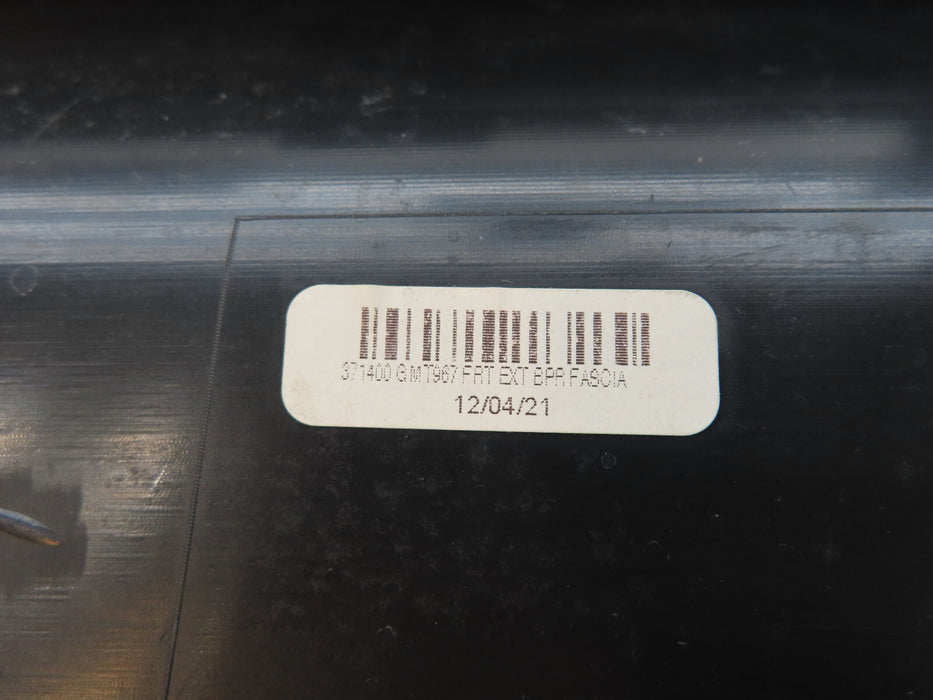 371400 GMT967 FRT EXT BPR FASCIA
12/04/21